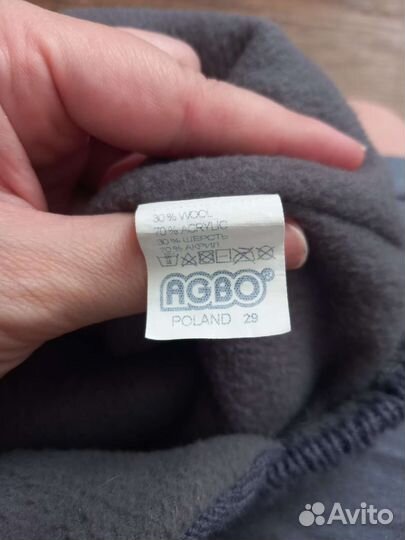 30% WOOL
70% ACRYLIC
30% ШЕРСТЬ
70% АКРИЛ
AGBO®
POLAND 29
Avito